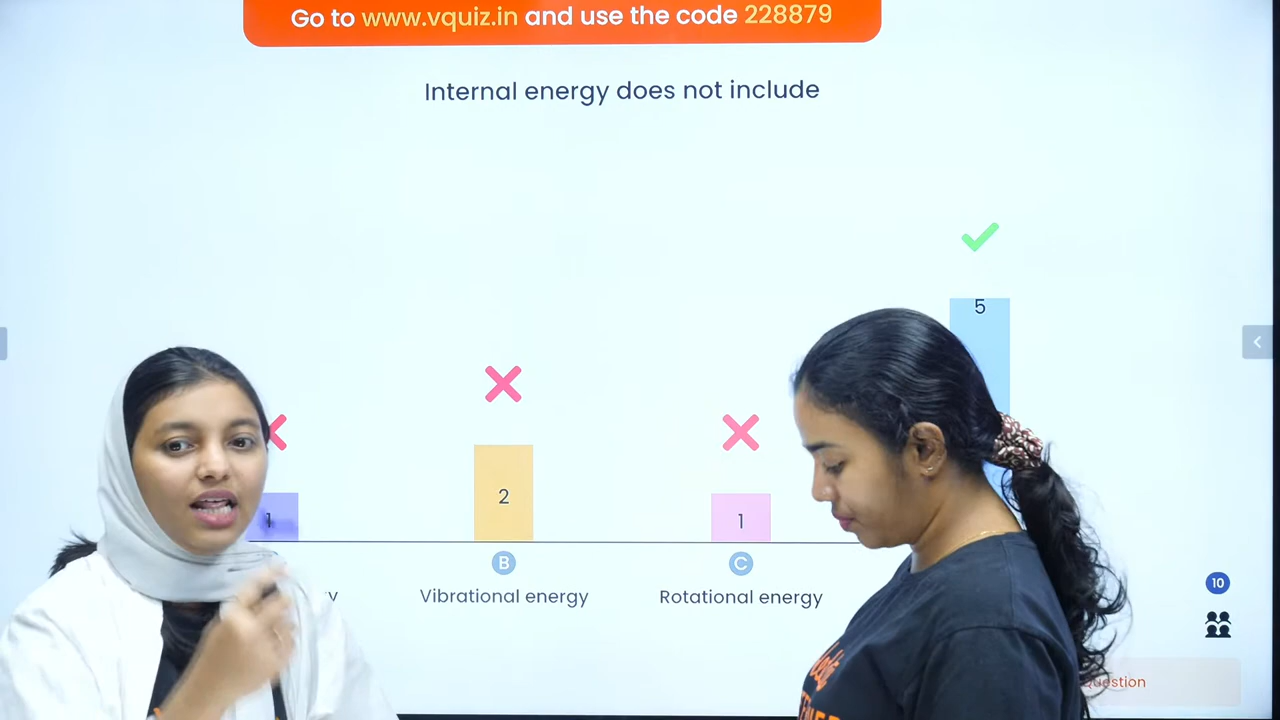 Go to www.vquiz.in and use the code 228879
Internal energy does not include
5
1
2
1
B
C
Vibrational energy
Rotational energy
10